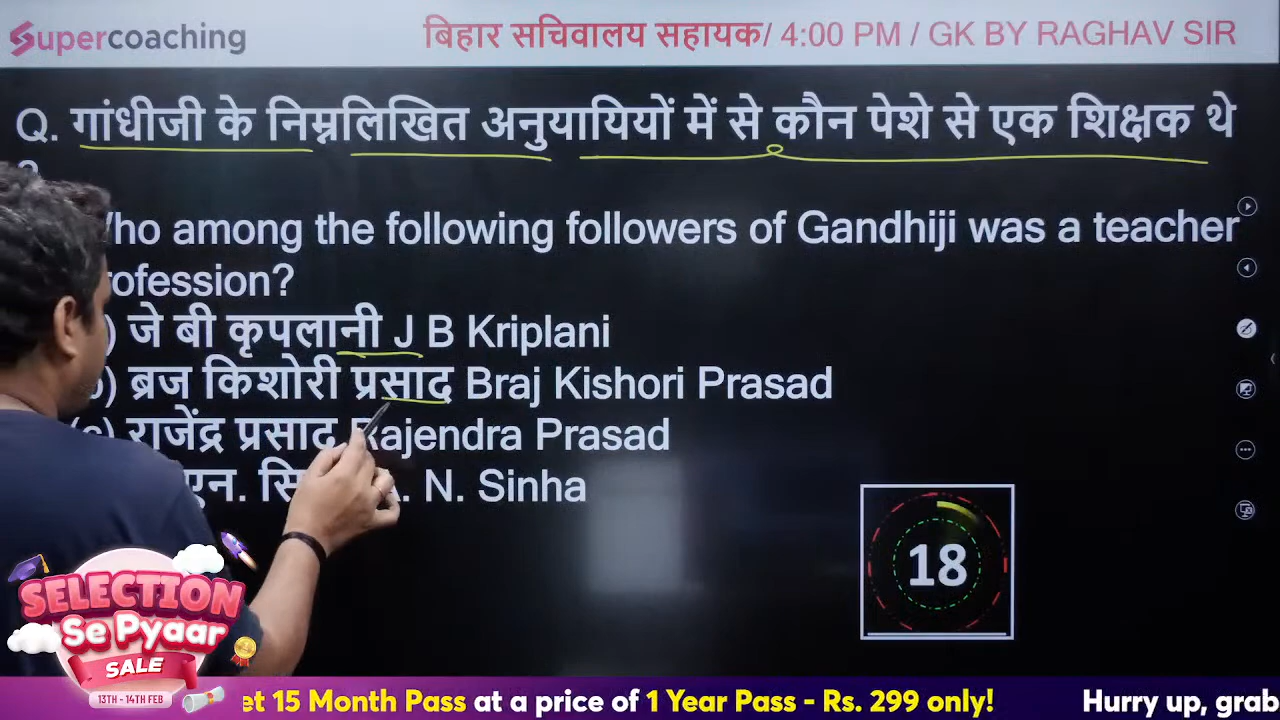 Supercoaching
बिहार सचिवालय सहायक/ 4:00 PM / GK BY RAGHAV SIR
Q. गांधीजी के निम्नलिखित अनुयायियों में से कौन पेशे से एक शिक्षक थे
?
ho among the following followers of Gandhiji was a teacher
rofession?
) जे बी कृपलानी J B Kriplani
b) ब्रज किशोरी प्रसाद Braj Kishori Prasad
(c) राजेंद्र प्रसाद Rajendra Prasad
एन. सि A. N. Sinha
18
SELECTION
Se Pyaar
SALE
13TH - 14TH FEB
et 15 Month Pass at a price of 1 Year Pass - Rs. 299 only! Hurry up, grab